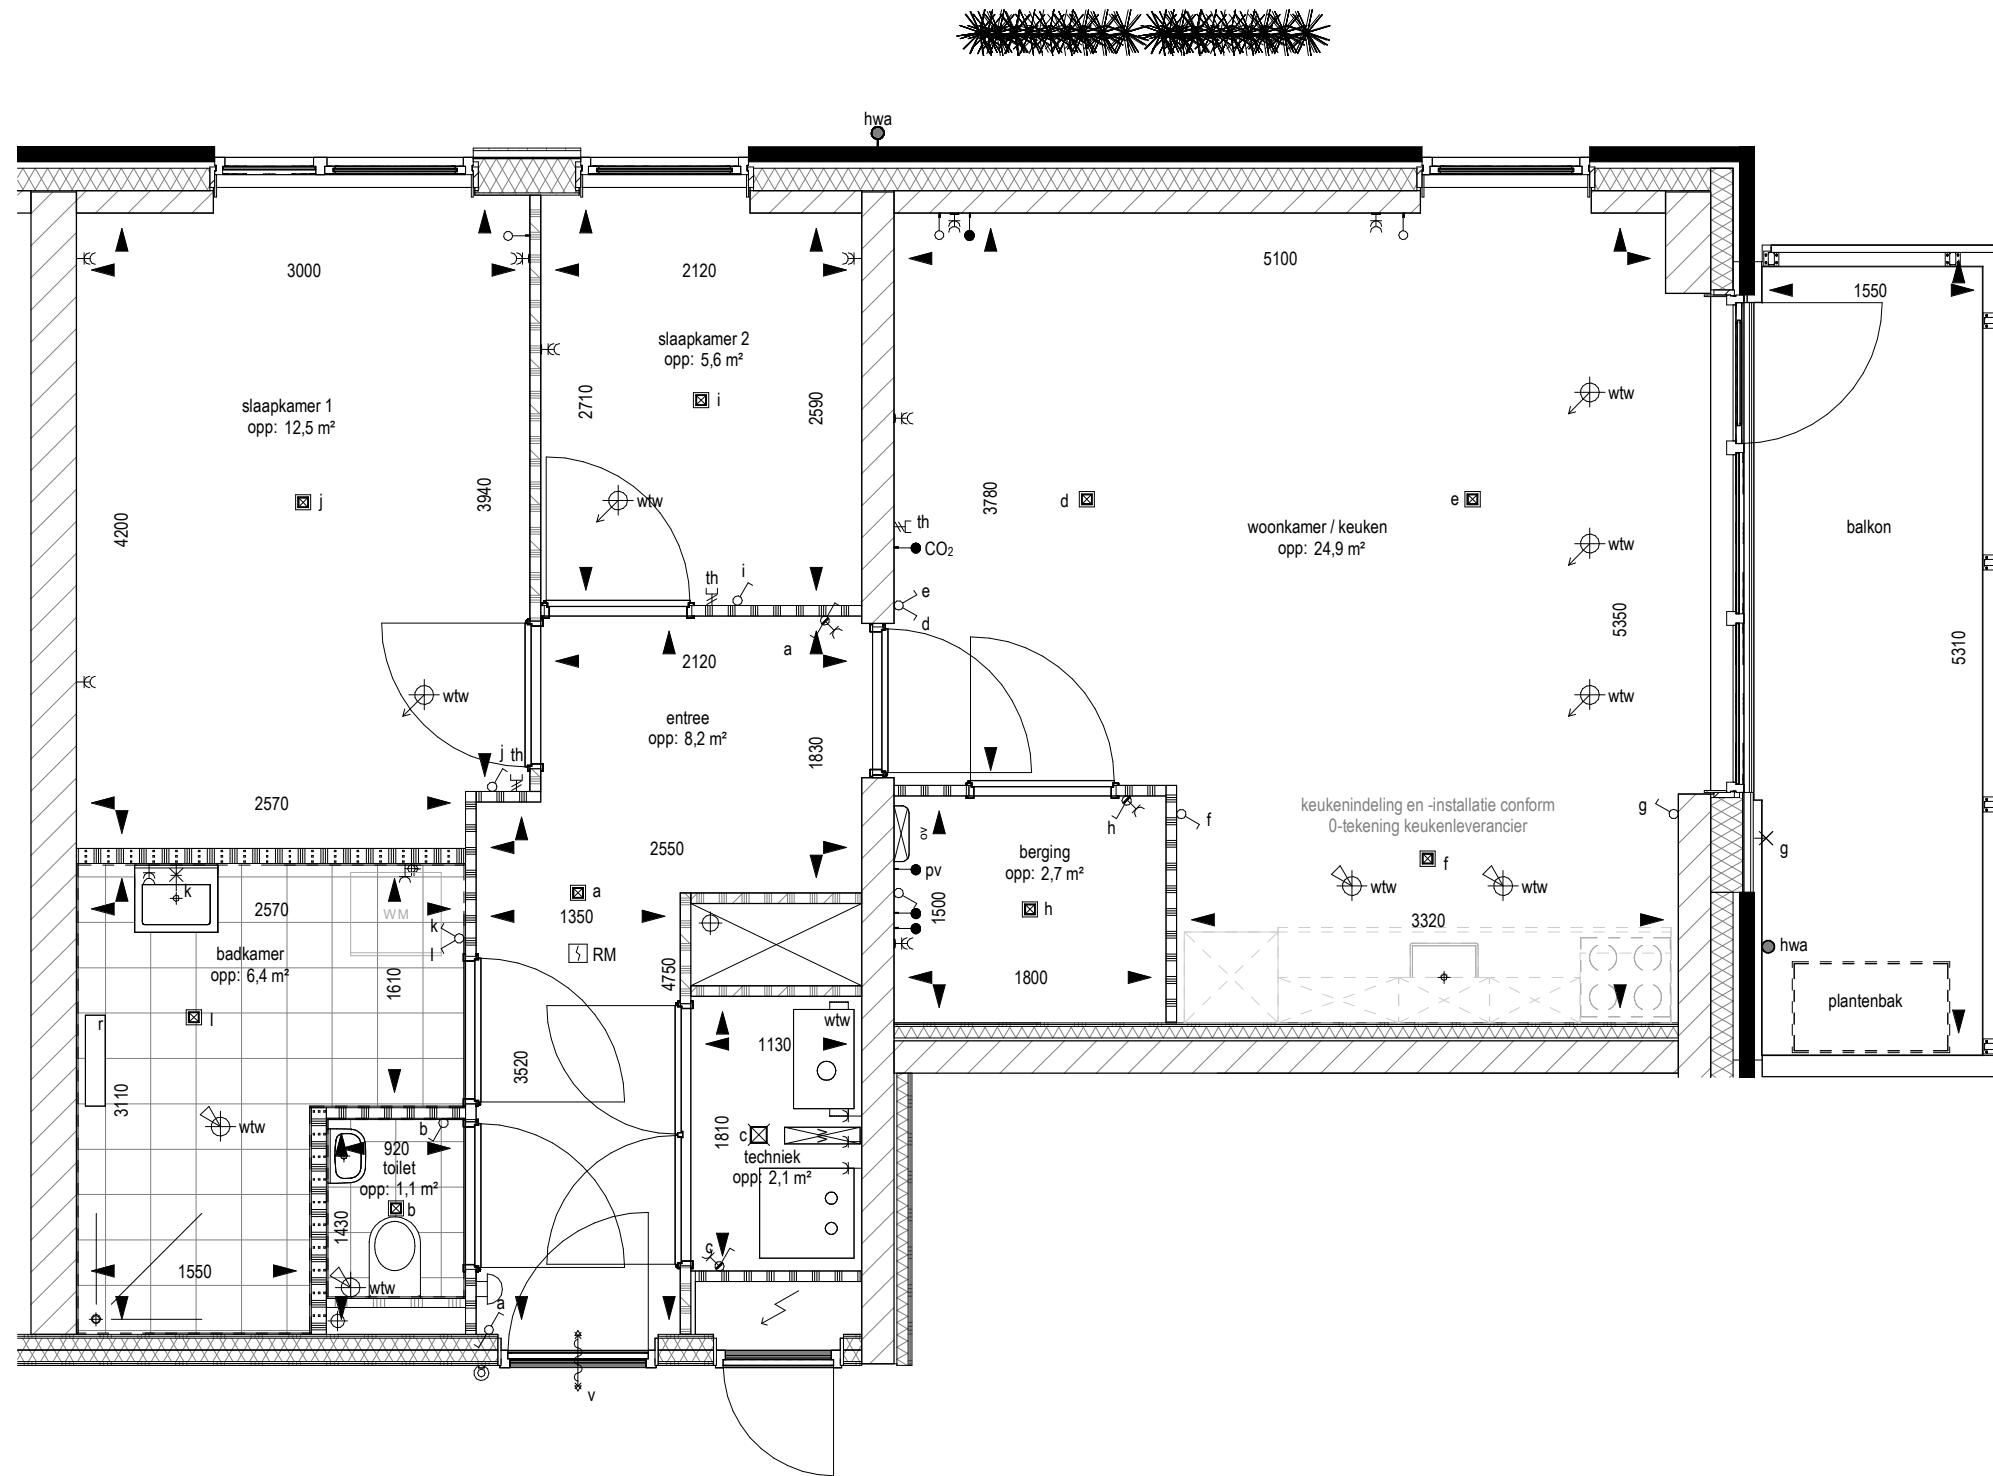 hwa
3000
2120
5100
1550
slaapkamer 1
opp: 12,5 m²
slaapkamer 2
opp: 5,6 m²
i
2710
2590
j
3940
4200
wtw
3780
d
e
woonkamer / keuken
opp: 24,9 m²
wtw
wtw
wtw
balkon
th
CO₂
e
d
5350
5310
th
i
a
2120
entree
opp: 8,2 m²
1830
wtw
j
th
2570
2550
keukenindeling en -installatie conform
0-tekening keukenleverancier
g
g
f
f
wtw
wtw
3320
hwa
plantenbak
h
ov
berging
opp: 2,7 m²
pv
h
1500
1800
a
1350
RM
4750
k
WM
2570
k
l
badkamer
opp: 6,4 m²
1610
l
r
3110
wtw
3520
wtw
1130
1810
c
VW
techniek
opp: 2,1 m²
c
b
920
toilet
opp: 1,1 m²
b
1430
wtw
1550
a
v